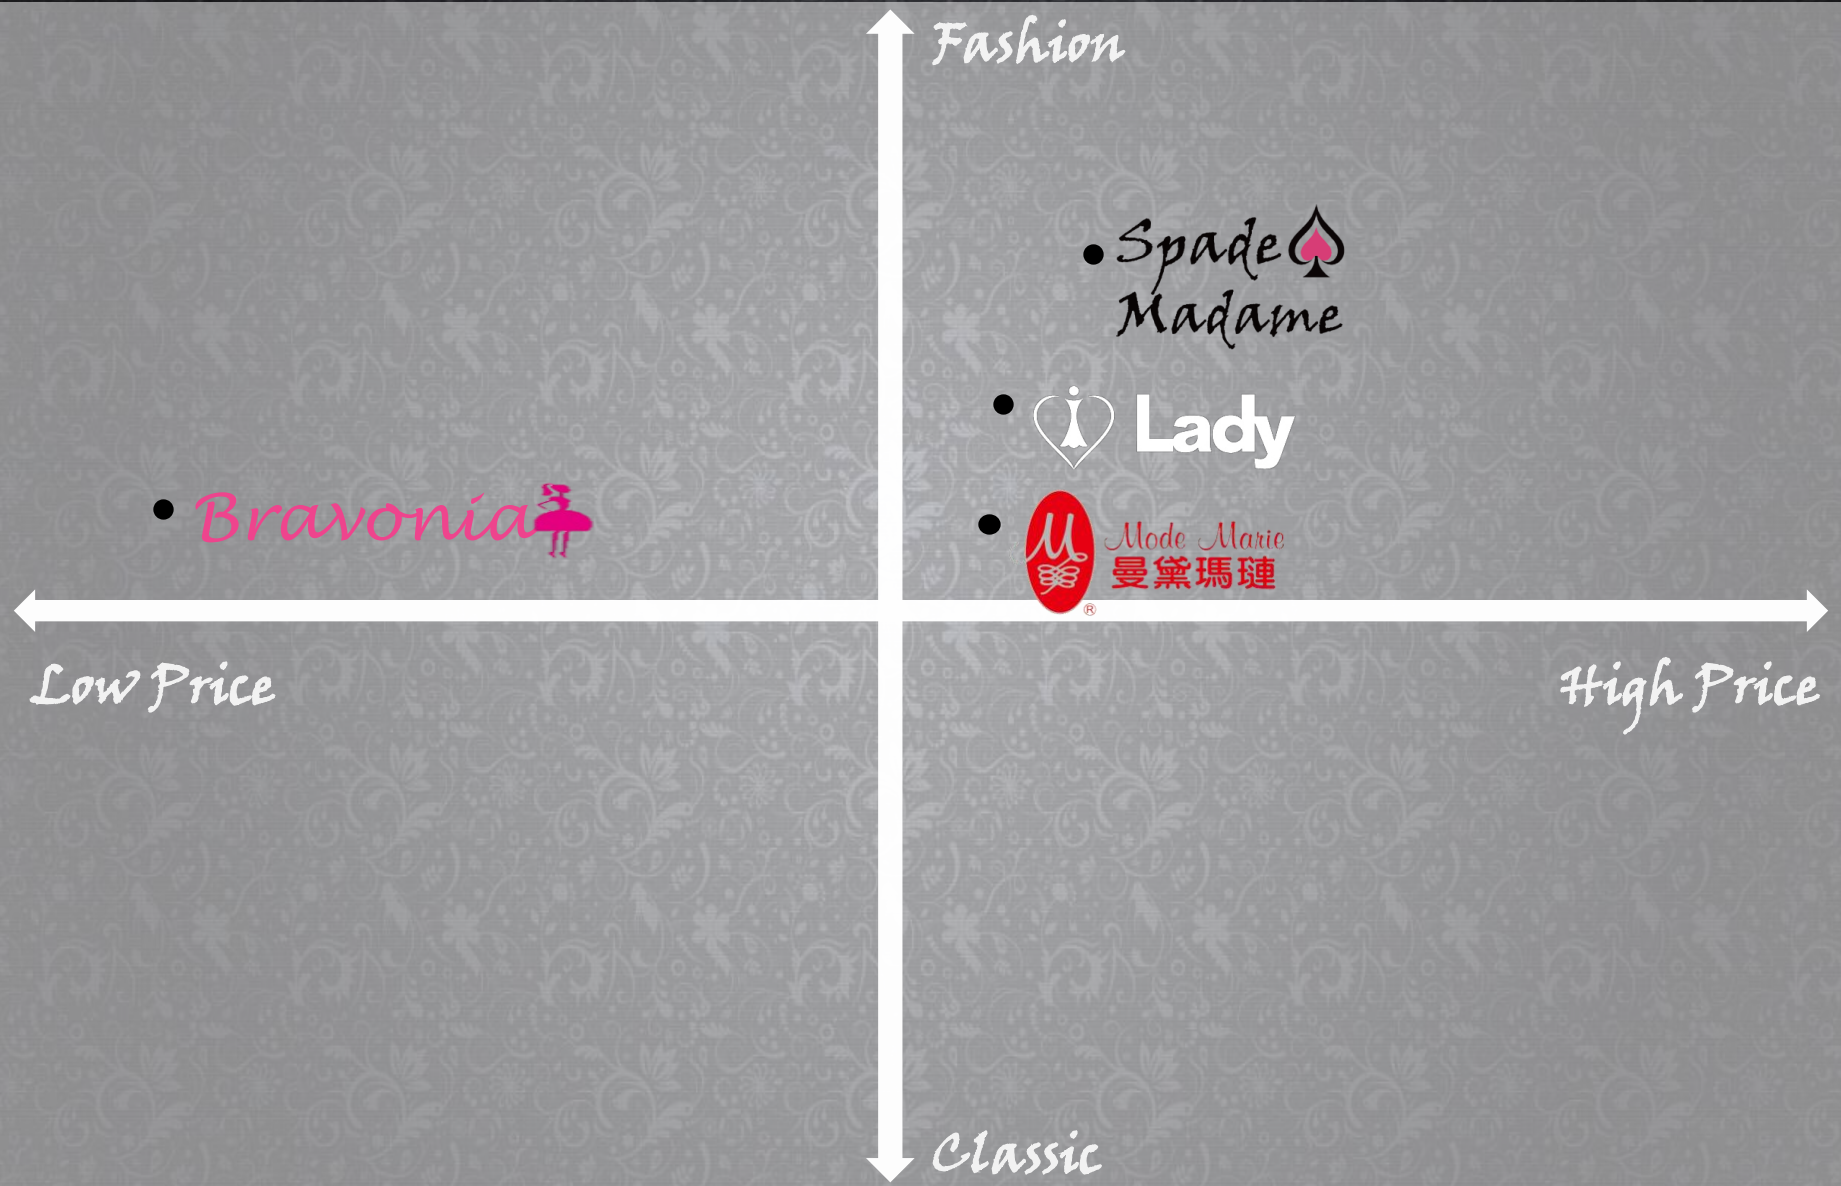 Fashion
Spade
Madame
Lady
Bravonia
M
Mode Marie
曼黛瑪璉
®
Low Price
High Price
Classic